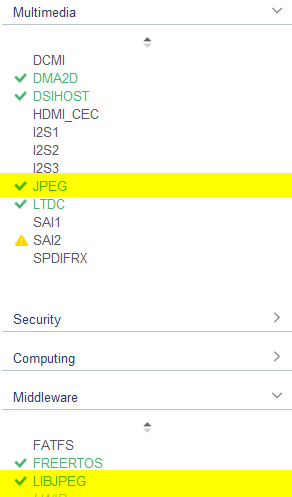 Multimedia
DCMI
DMA2D
DSIHOST
HDMI_CEC
I2S1
I2S2
I2S3
JPEG
LTDC
SAI1
SAI2
SPDIFRX
Security
Computing
Middleware
FATFS
FREERTOS
LIBJPEG